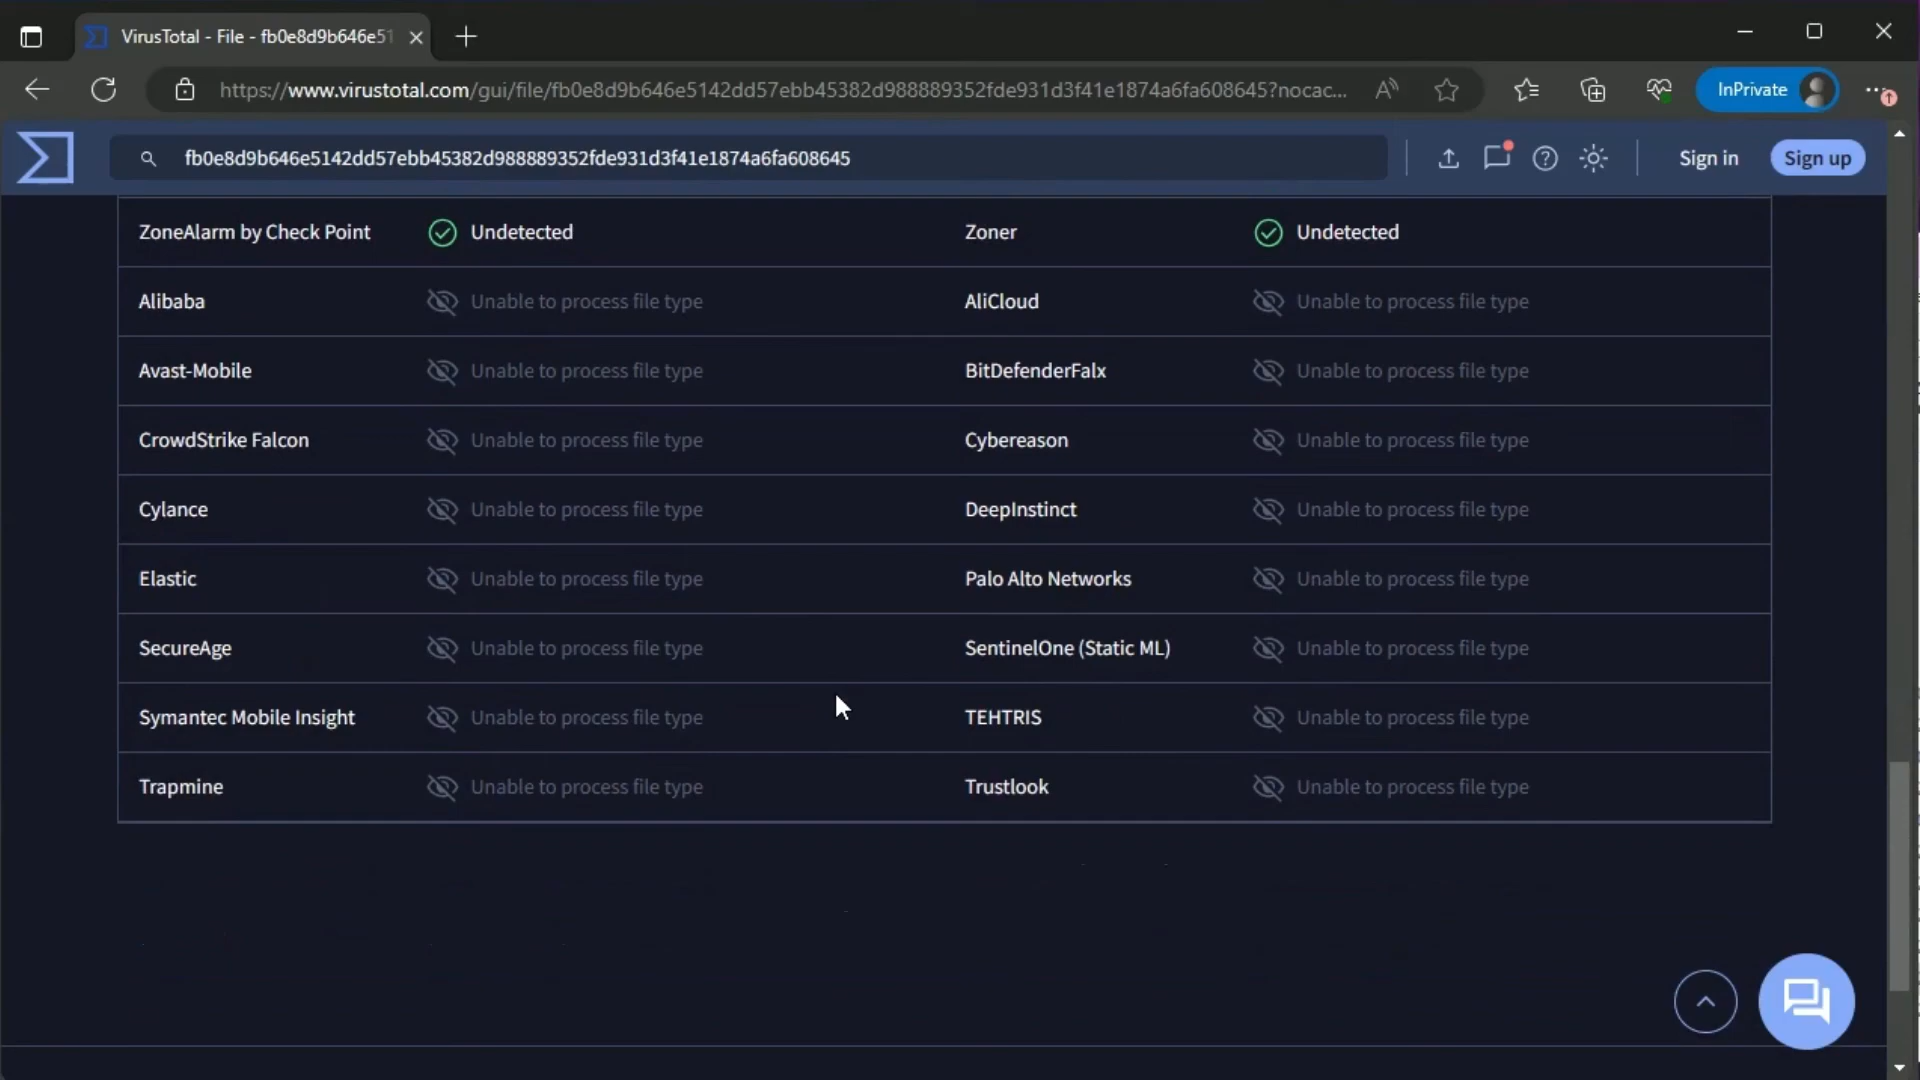 VirusTotal - File - fb0e8d9b646e51
https://www.virustotal.com/gui/file/fb0e8d9b646e5142dd57ebb45382d988889352fde931d3f41e1874a6fa608645?nocac...
InPrivate
fb0e8d9b646e5142dd57ebb45382d988889352fde931d3f41e1874a6fa608645
Sign in
Sign up
ZoneAlarm by Check Point Undetected Zoner Undetected
Alibaba Unable to process file type AliCloud Unable to process file type
Avast-Mobile Unable to process file type BitDefenderFalx Unable to process file type
CrowdStrike Falcon Unable to process file type Cybereason Unable to process file type
Cylance Unable to process file type DeepInstinct Unable to process file type
Elastic Unable to process file type Palo Alto Networks Unable to process file type
SecureAge Unable to process file type SentinelOne (Static ML) Unable to process file type
Symantec Mobile Insight Unable to process file type TEHTRIS Unable to process file type
Trapmine Unable to process file type Trustlook Unable to process file type